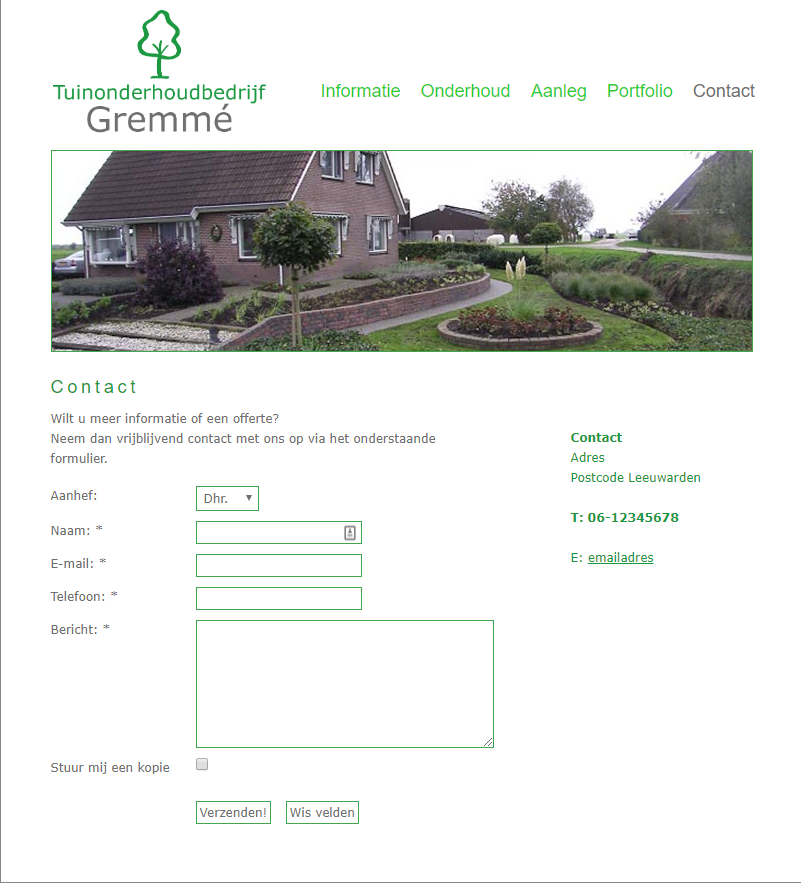 Tuinonderhoudbedrijf
Gremmé
Informatie Onderhoud Aanleg Portfolio Contact
Contact
Wilt u meer informatie of een offerte?
Neem dan vrijblijvend contact met ons op via het onderstaande
formulier.
Aanhef: Dhr.
Naam: *
E-mail: *
Telefoon: *
Bericht: *
Stuur mij een kopie
Verzenden! Wis velden
Contact
Adres
Postcode Leeuwarden
T: 06-12345678
E: emailadres